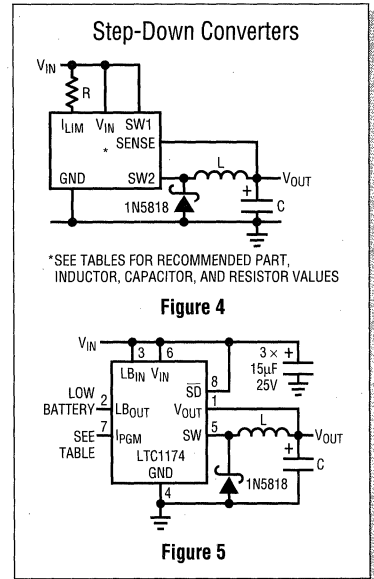 Step-Down Converters
VIN
R
ILIM VIN SW1
SENSE
*
GND SW2
L
VOUT
+
C
1N5818
*SEE TABLES FOR RECOMMENDED PART,
INDUCTOR, CAPACITOR, AND RESISTOR VALUES
Figure 4
VIN
3 6
LBIN VIN
3 × +
15µF
25V
SD 8
LOW
BATTERY 2 LBOUT
VOUT 1
7 IPGM
SEE
TABLE
SW 5
L
VOUT
LTC1174
GND
+
C
1N5818
4
Figure 5